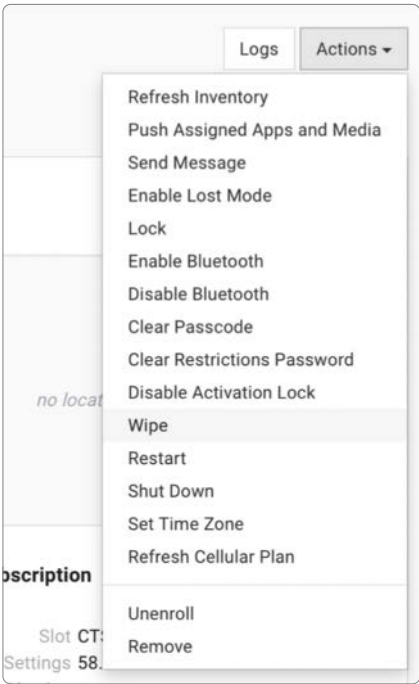 Logs Actions
Refresh Inventory
Push Assigned Apps and Media
Send Message
Enable Lost Mode
Lock
Enable Bluetooth
Disable Bluetooth
Clear Passcode
Clear Restrictions Password
Disable Activation Lock
no locat
Wipe
Restart
Shut Down
Set Time Zone
Refresh Cellular Plan
bscription
Unenroll
Slot CT
Remove
Settings 58.